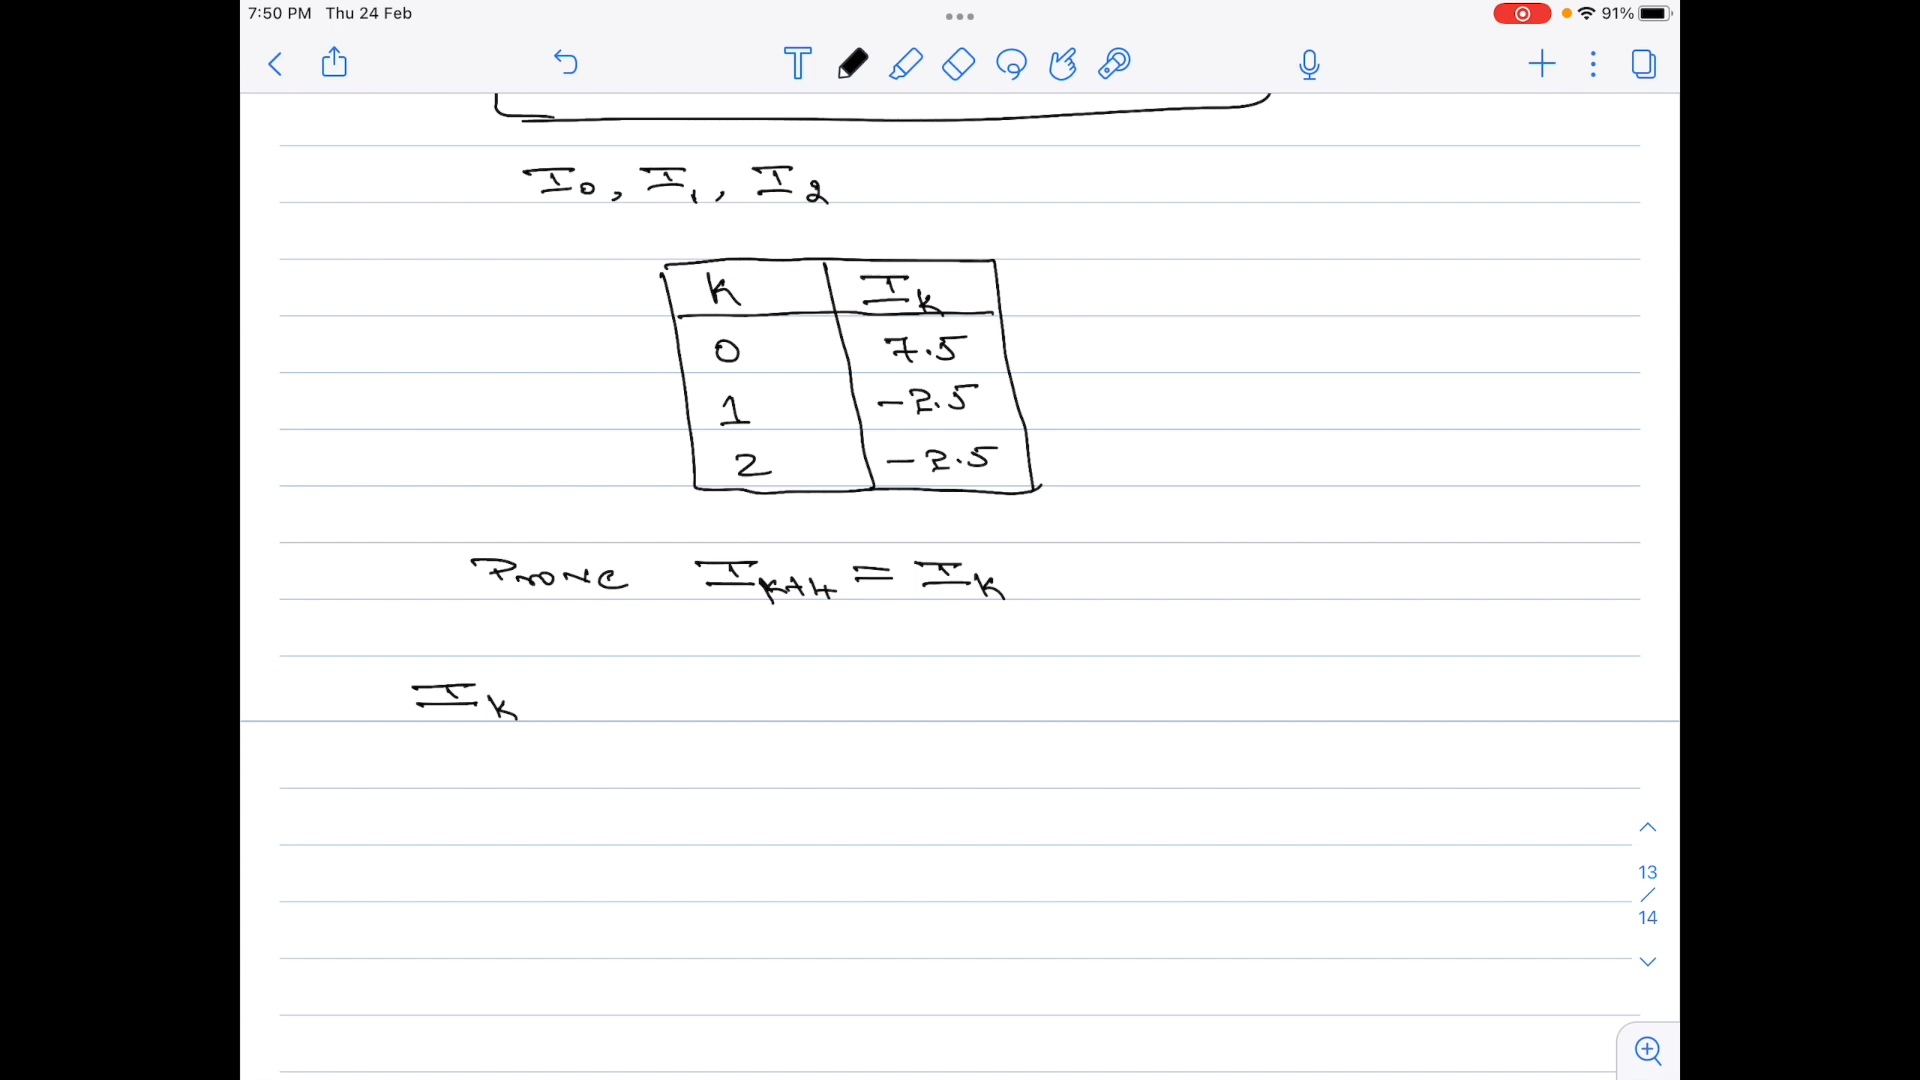 7:50 PM Thu 24 Feb
91%
I₀, I₁, I₂
K Iₖ
0 7.5
1 -2.5
2 -2.5
Prove Iₖ₊₄ = Iₖ
Iₖ
13
/
14